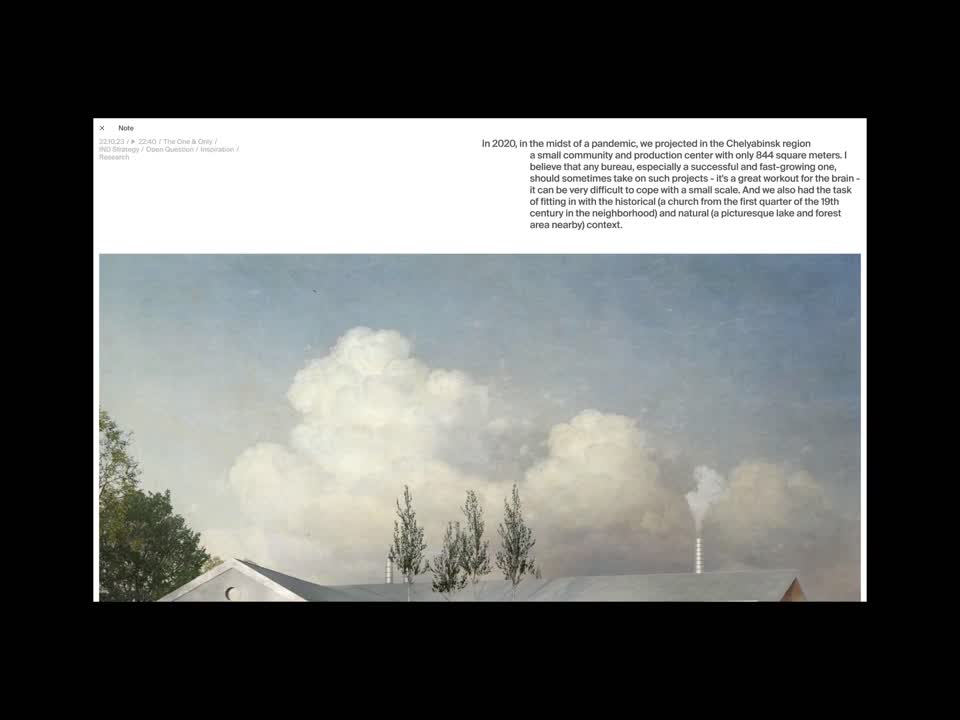 × Note
22.10.23 / ▶ 22:40 / The One & Only /
IND Strategy / Open Question / Inspiration /
Research
In 2020, in the midst of a pandemic, we projected in the Chelyabinsk region
a small community and production center with only 844 square meters. I
believe that any bureau, especially a successful and fast-growing one,
should sometimes take on such projects - it's a great workout for the brain -
it can be very difficult to cope with a small scale. And we also had the task
of fitting in with the historical (a church from the first quarter of the 19th
century in the neighborhood) and natural (a picturesque lake and forest
area nearby) context.